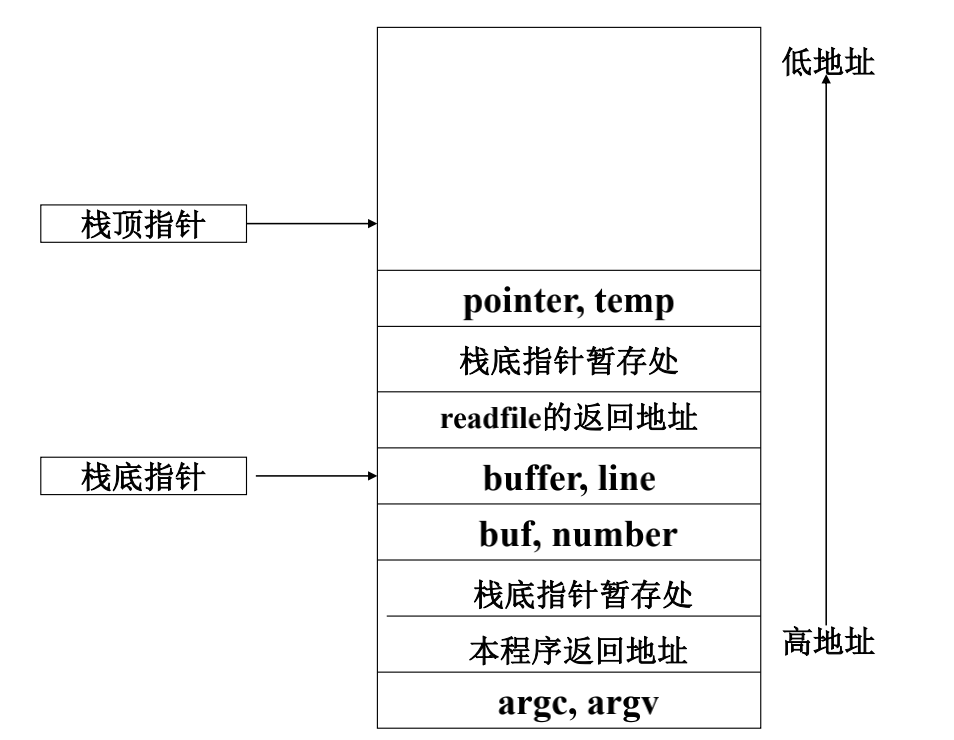 低地址
栈顶指针
pointer, temp
栈底指针暂存处
readfile的返回地址
栈底指针
buffer, line
buf, number
栈底指针暂存处
高地址
本程序返回地址
argc, argv